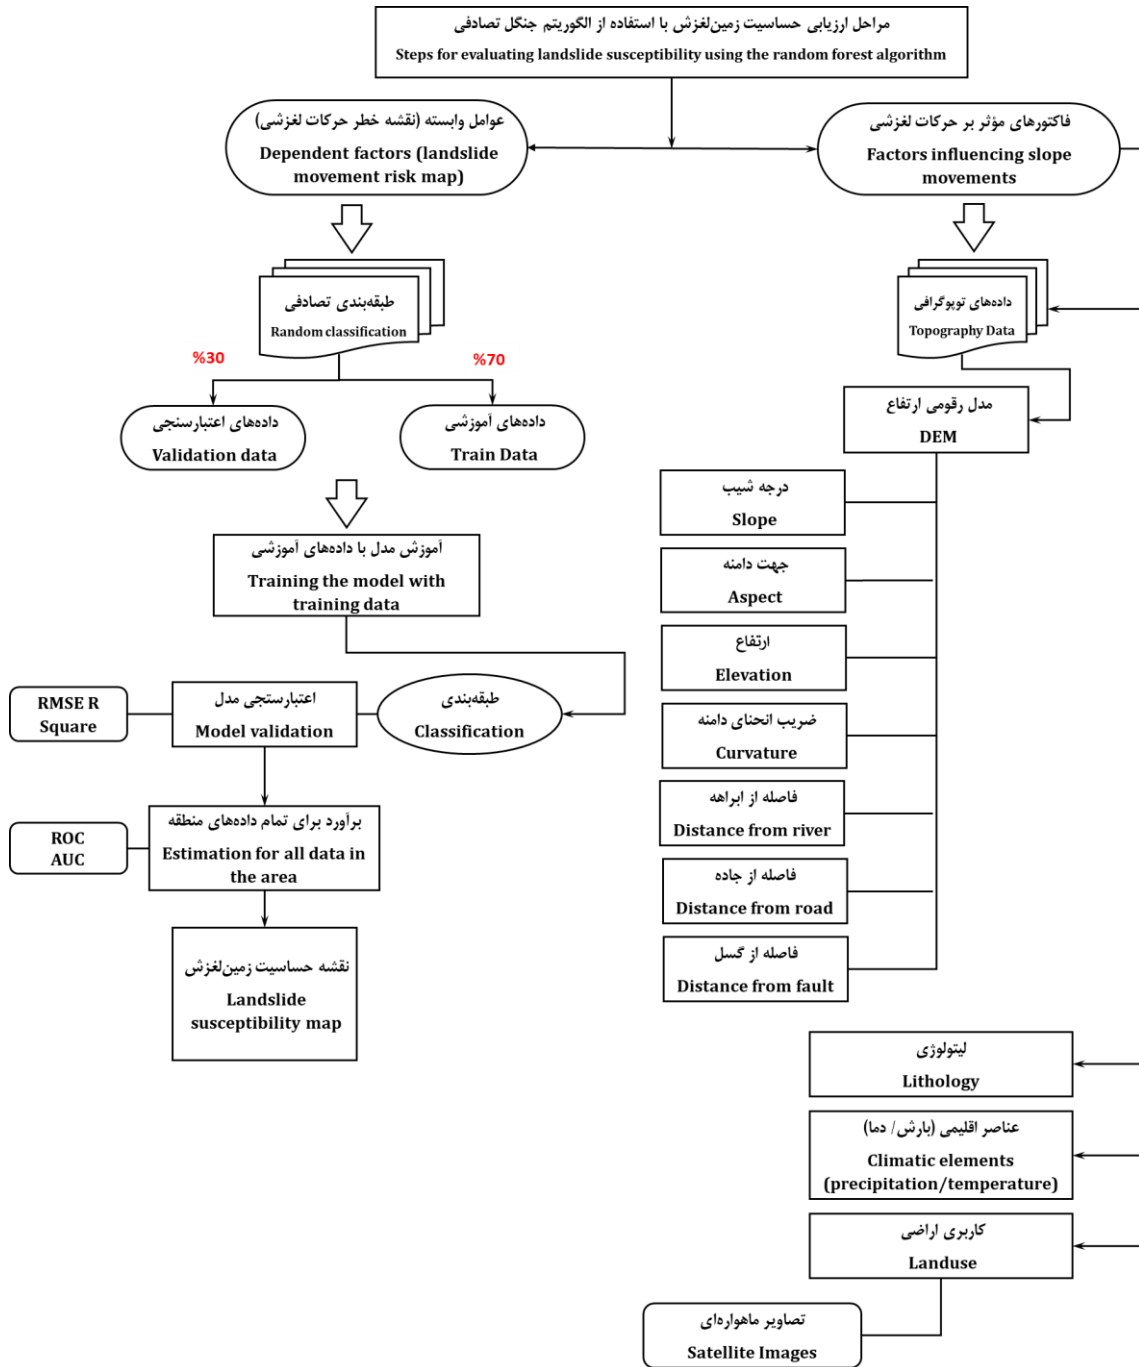 مراحل ارزیابی حساسیت زمین‌لغزش با استفاده از الگوریتم جنگل تصادفی
Steps for evaluating landslide susceptibility using the random forest algorithm
عوامل وابسته (نقشه خطر حرکات لغزشی)
Dependent factors (landslide
movement risk map)
فاکتورهای مؤثر بر حرکات لغزشی
Factors influencing slope
movements
طبقه‌بندی تصادفی
Random classification
داده‌های توپوگرافی
Topography Data
%30
%70
داده‌های اعتبارسنجی
Validation data
داده‌های آموزشی
Train Data
مدل رقومی ارتفاع
DEM
آموزش مدل با داده‌های آموزشی
Training the model with
training data
درجه شیب
Slope
جهت دامنه
Aspect
ارتفاع
Elevation
ضریب انحنای دامنه
Curvature
فاصله از ابراهه
Distance from river
فاصله از جاده
Distance from road
فاصله از گسل
Distance from fault
RMSE R
Square
اعتبارستجی مدل
Model validation
طبقه‌بندی
Classification
ROC
AUC
برآورد برای تمام داده‌های منطقه
Estimation for all data in
the area
نقشه حساسیت زمین‌لغزش
Landslide
susceptibility map
لیتولوژی
Lithology
عناصر اقلیمی (بارش/ دما)
Climatic elements
(precipitation/temperature)
کاربری اراضی
Landuse
تصاویر ماهواره‌ای
Satellite Images